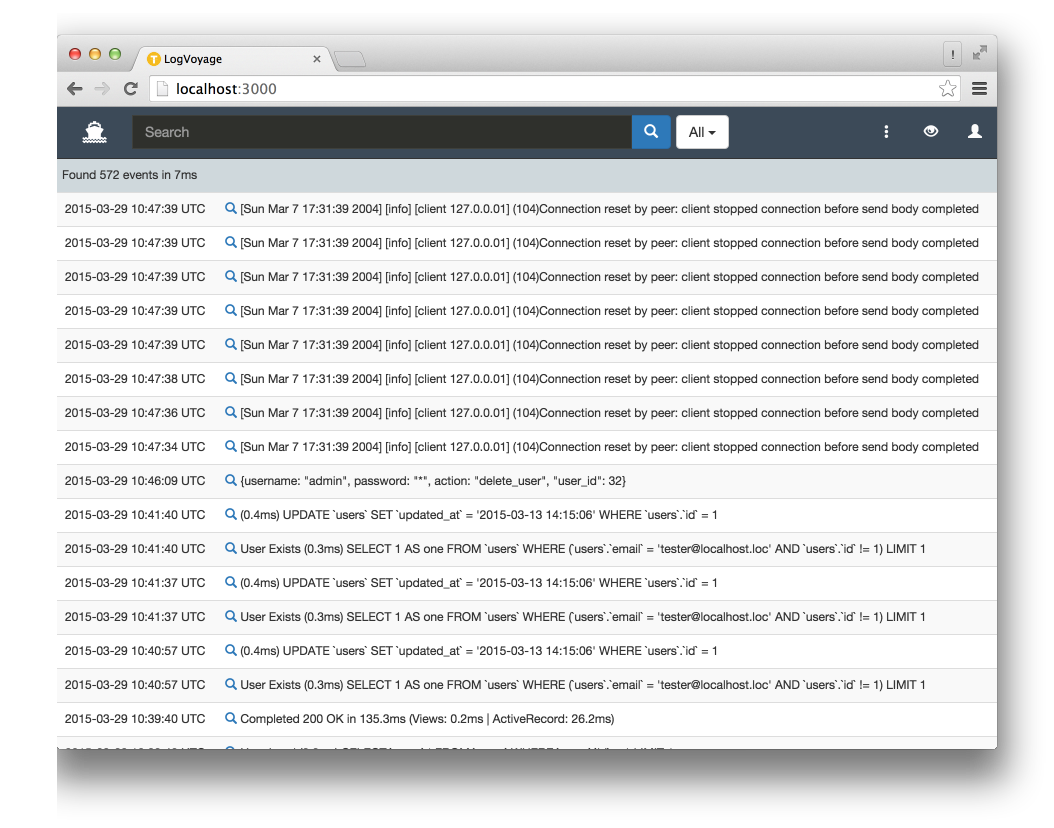 LogVoyage
localhost:3000
Search All
Found 572 events in 7ms
2015-03-29 10:47:39 UTC [Sun Mar 7 17:31:39 2004] [info] [client 127.0.0.01] (104)Connection reset by peer: client stopped connection before send body completed
2015-03-29 10:47:39 UTC [Sun Mar 7 17:31:39 2004] [info] [client 127.0.0.01] (104)Connection reset by peer: client stopped connection before send body completed
2015-03-29 10:47:39 UTC [Sun Mar 7 17:31:39 2004] [info] [client 127.0.0.01] (104)Connection reset by peer: client stopped connection before send body completed
2015-03-29 10:47:39 UTC [Sun Mar 7 17:31:39 2004] [info] [client 127.0.0.01] (104)Connection reset by peer: client stopped connection before send body completed
2015-03-29 10:47:39 UTC [Sun Mar 7 17:31:39 2004] [info] [client 127.0.0.01] (104)Connection reset by peer: client stopped connection before send body completed
2015-03-29 10:47:38 UTC [Sun Mar 7 17:31:39 2004] [info] [client 127.0.0.01] (104)Connection reset by peer: client stopped connection before send body completed
2015-03-29 10:47:36 UTC [Sun Mar 7 17:31:39 2004] [info] [client 127.0.0.01] (104)Connection reset by peer: client stopped connection before send body completed
2015-03-29 10:47:34 UTC [Sun Mar 7 17:31:39 2004] [info] [client 127.0.0.01] (104)Connection reset by peer: client stopped connection before send body completed
2015-03-29 10:46:09 UTC {username: "admin", password: "*", action: "delete_user", "user_id": 32}
2015-03-29 10:41:40 UTC (0.4ms) UPDATE `users` SET `updated_at` = '2015-03-13 14:15:06' WHERE `users`.`id` = 1
2015-03-29 10:41:40 UTC User Exists (0.3ms) SELECT 1 AS one FROM `users` WHERE (`users`.`email` = 'tester@localhost.loc' AND `users`.`id` != 1) LIMIT 1
2015-03-29 10:41:37 UTC (0.4ms) UPDATE `users` SET `updated_at` = '2015-03-13 14:15:06' WHERE `users`.`id` = 1
2015-03-29 10:41:37 UTC User Exists (0.3ms) SELECT 1 AS one FROM `users` WHERE (`users`.`email` = 'tester@localhost.loc' AND `users`.`id` != 1) LIMIT 1
2015-03-29 10:40:57 UTC (0.4ms) UPDATE `users` SET `updated_at` = '2015-03-13 14:15:06' WHERE `users`.`id` = 1
2015-03-29 10:40:57 UTC User Exists (0.3ms) SELECT 1 AS one FROM `users` WHERE (`users`.`email` = 'tester@localhost.loc' AND `users`.`id` != 1) LIMIT 1
2015-03-29 10:39:40 UTC Completed 200 OK in 135.3ms (Views: 0.2ms | ActiveRecord: 26.2ms)